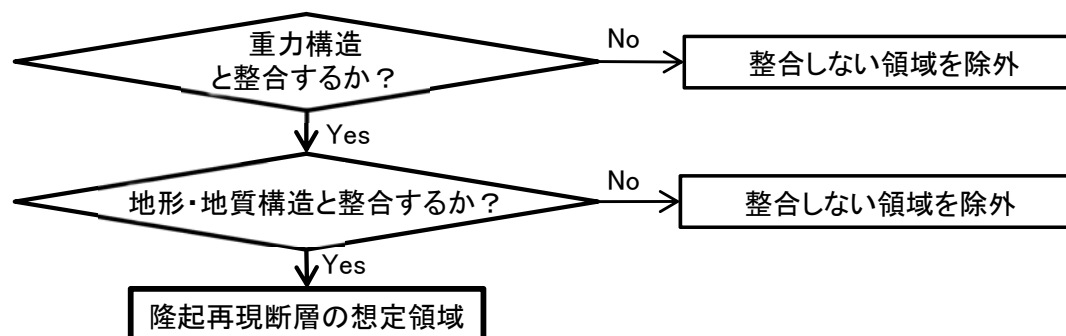 重力構造
と整合するか？
No
整合しない領域を除外
Yes
地形・地質構造と整合するか？
No
整合しない領域を除外
Yes
隆起再現断層の想定領域